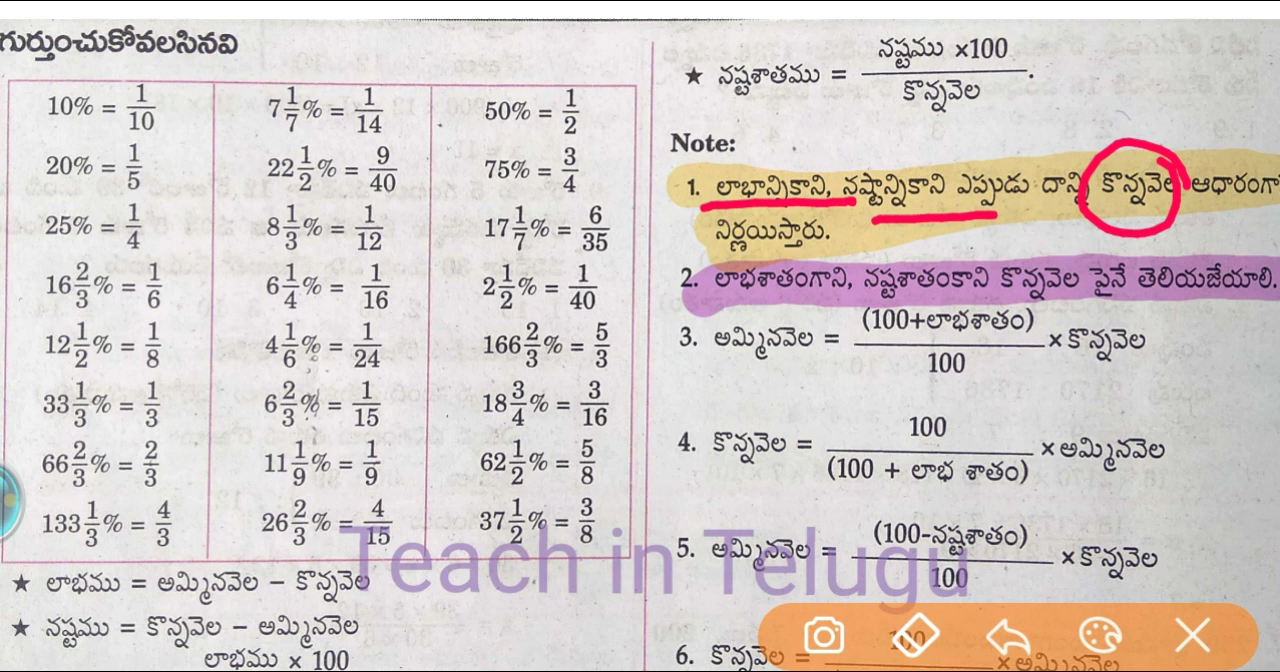 గుర్తుంచుకోవలసినవి
10% = 1/10
20% = 1/5
25% = 1/4
16 2/3% = 1/6
12 1/2% = 1/8
33 1/3% = 1/3
66 2/3% = 2/3
133 1/3% = 4/3
7 1/7% = 1/14
22 1/2% = 9/40
8 1/3% = 1/12
6 1/4% = 1/16
4 1/6% = 1/24
6 2/3% = 1/15
11 1/9% = 1/9
26 2/3% = 4/15
50% = 1/2
75% = 3/4
17 1/7% = 6/35
2 1/2% = 1/40
166 2/3% = 5/3
18 3/4% = 3/16
62 1/2% = 5/8
37 1/2% = 3/8
★ లాభము = అమ్మినవెల – కొన్నవెల
★ నష్టము = కొన్నవెల – అమ్మినవెల
లాభము × 100
★ నష్టశాతము = నష్టము ×100 / కొన్నవెల.
Note:
1. లాభాన్నికాని, నష్టాన్నికాని ఎప్పుడు దాన్ని కొన్నవెల ఆధారంగా
నిర్ణయిస్తారు.
2. లాభశాతంగాని, నష్టశాతంకాని కొన్నవెల పైనే తెలియజేయాలి.
3. అమ్మినవెల = (100+లాభశాతం) / 100 × కొన్నవెల
4. కొన్నవెల = 100 / (100 + లాభ శాతం) × అమ్మినవెల
5. అమ్మినవెల = (100-నష్టశాతం) / 100 × కొన్నవెల
6. కొన్నవెల = 100 × అమ్మినవెల
Teach in Telugu